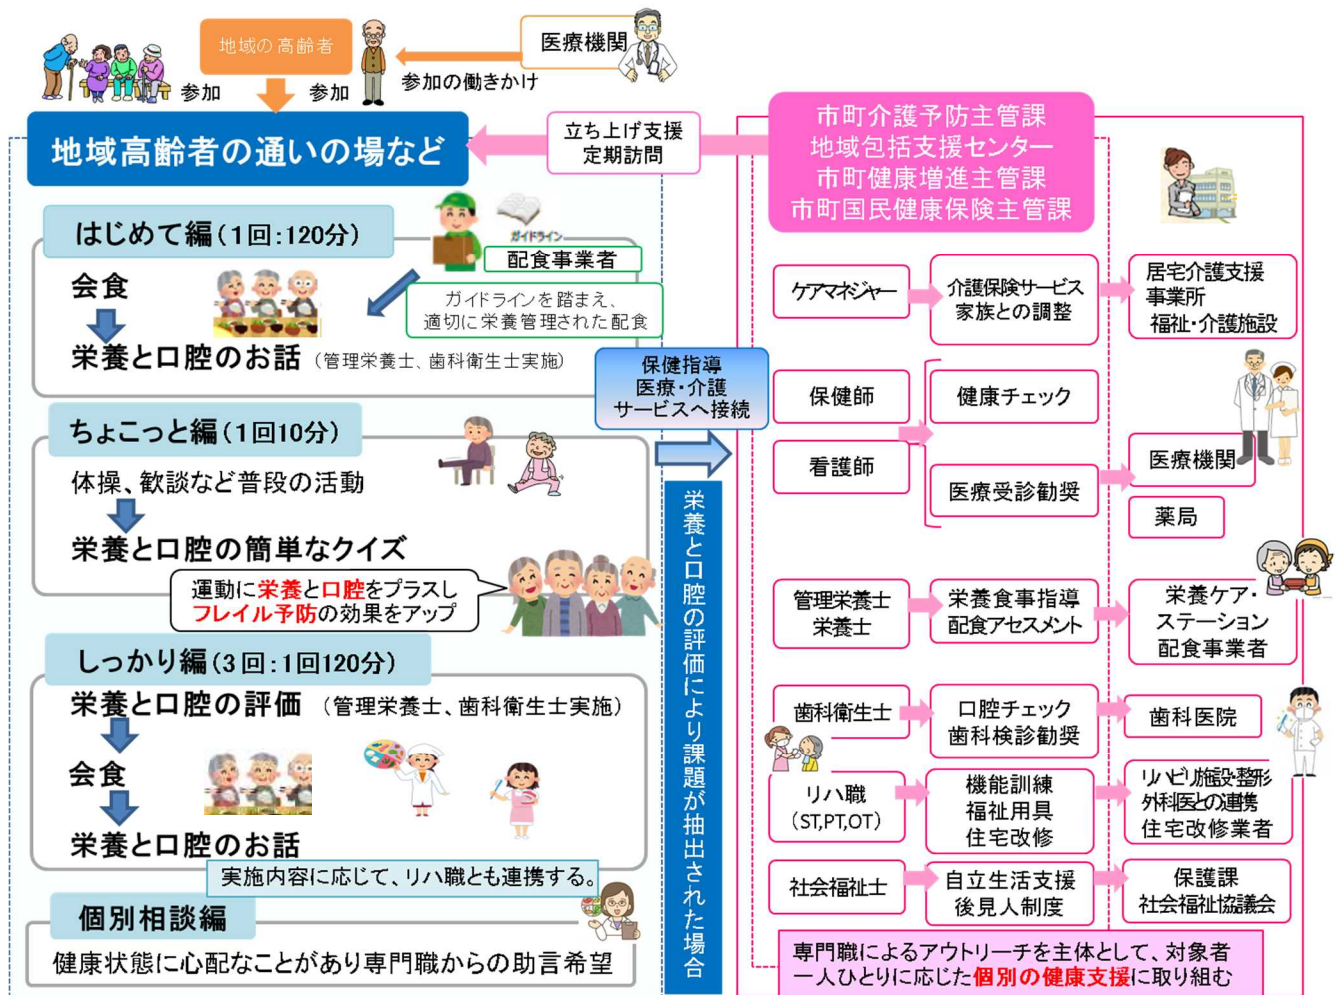 地域の高齢者
医療機関
参加
参加
参加の働きかけ
地域高齢者の通いの場など
立ち上げ支援
定期訪問
市町介護予防主管課
地域包括支援センター
市町健康増進主管課
市町国民健康保険主管課
はじめて編(1回:120分)
ガイドライン
配食事業者
ガイドラインを踏まえ、
適切に栄養管理された配食
会食
栄養と口腔のお話 (管理栄養士、歯科衛生士実施)
保健指導
医療・介護
サービスへ接続
ちょこっと編(1回10分)
体操、歓談など普段の活動
栄養と口腔の簡単なクイズ
運動に栄養と口腔をプラスし
フレイル予防の効果をアップ
しっかり編(3回:1回120分)
栄養と口腔の評価 (管理栄養士、歯科衛生士実施)
会食
栄養と口腔のお話
実施内容に応じて、リハ職とも連携する。
個別相談編
健康状態に心配なことがあり専門職からの助言希望
栄養と口腔の評価により課題が抽出された場合
ケアマネジャー
介護保険サービス
家族との調整
居宅介護支援
事業所
福祉・介護施設
保健師
看護師
健康チェック
医療受診勧奨
医療機関
薬局
管理栄養士
栄養士
栄養食事指導
配食アセスメント
栄養ケア・
ステーション
配食事業者
歯科衛生士
口腔チェック
歯科検診勧奨
歯科医院
リハ職
(ST,PT,OT)
機能訓練
福祉用具
住宅改修
リハビリ施設・整形
外科医との連携
住宅改修業者
社会福祉士
自立生活支援
後見人制度
保護課
社会福祉協議会
専門職によるアウトリーチを主体として、対象者
一人ひとりに応じた個別の健康支援に取り組む